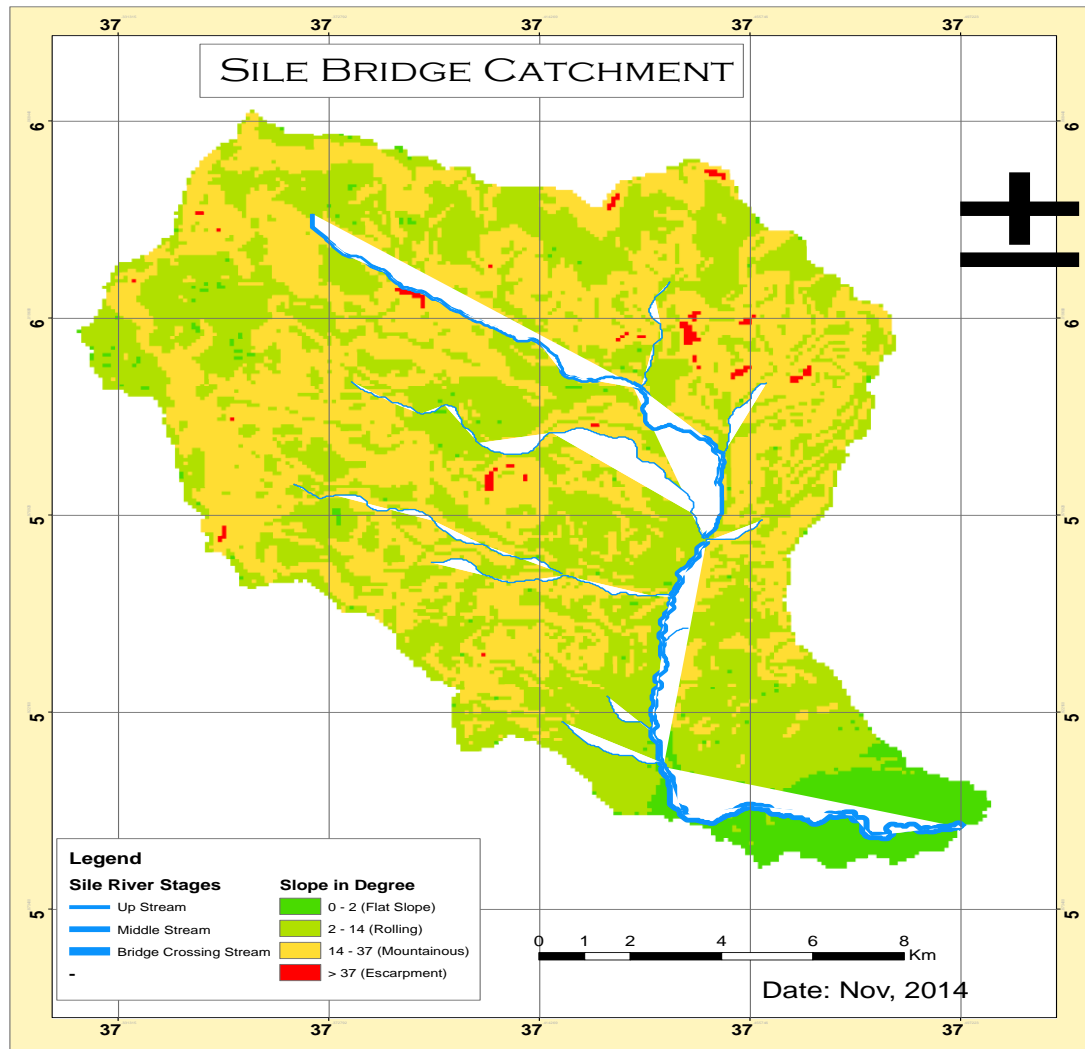 37 37 37 37 37
SILE BRIDGE CATCHMENT
6 6
6 6
5 5
5 5
5 5
Legend
Sile River Stages
Up Stream
Middle Stream
Bridge Crossing Stream
-
Slope in Degree
0 - 2 (Flat Slope)
2 - 14 (Rolling)
14 - 37 (Mountainous)
> 37 (Escarpment)
0 1 2 4 6 8
Km
Date: Nov, 2014
37 37 37 37 37